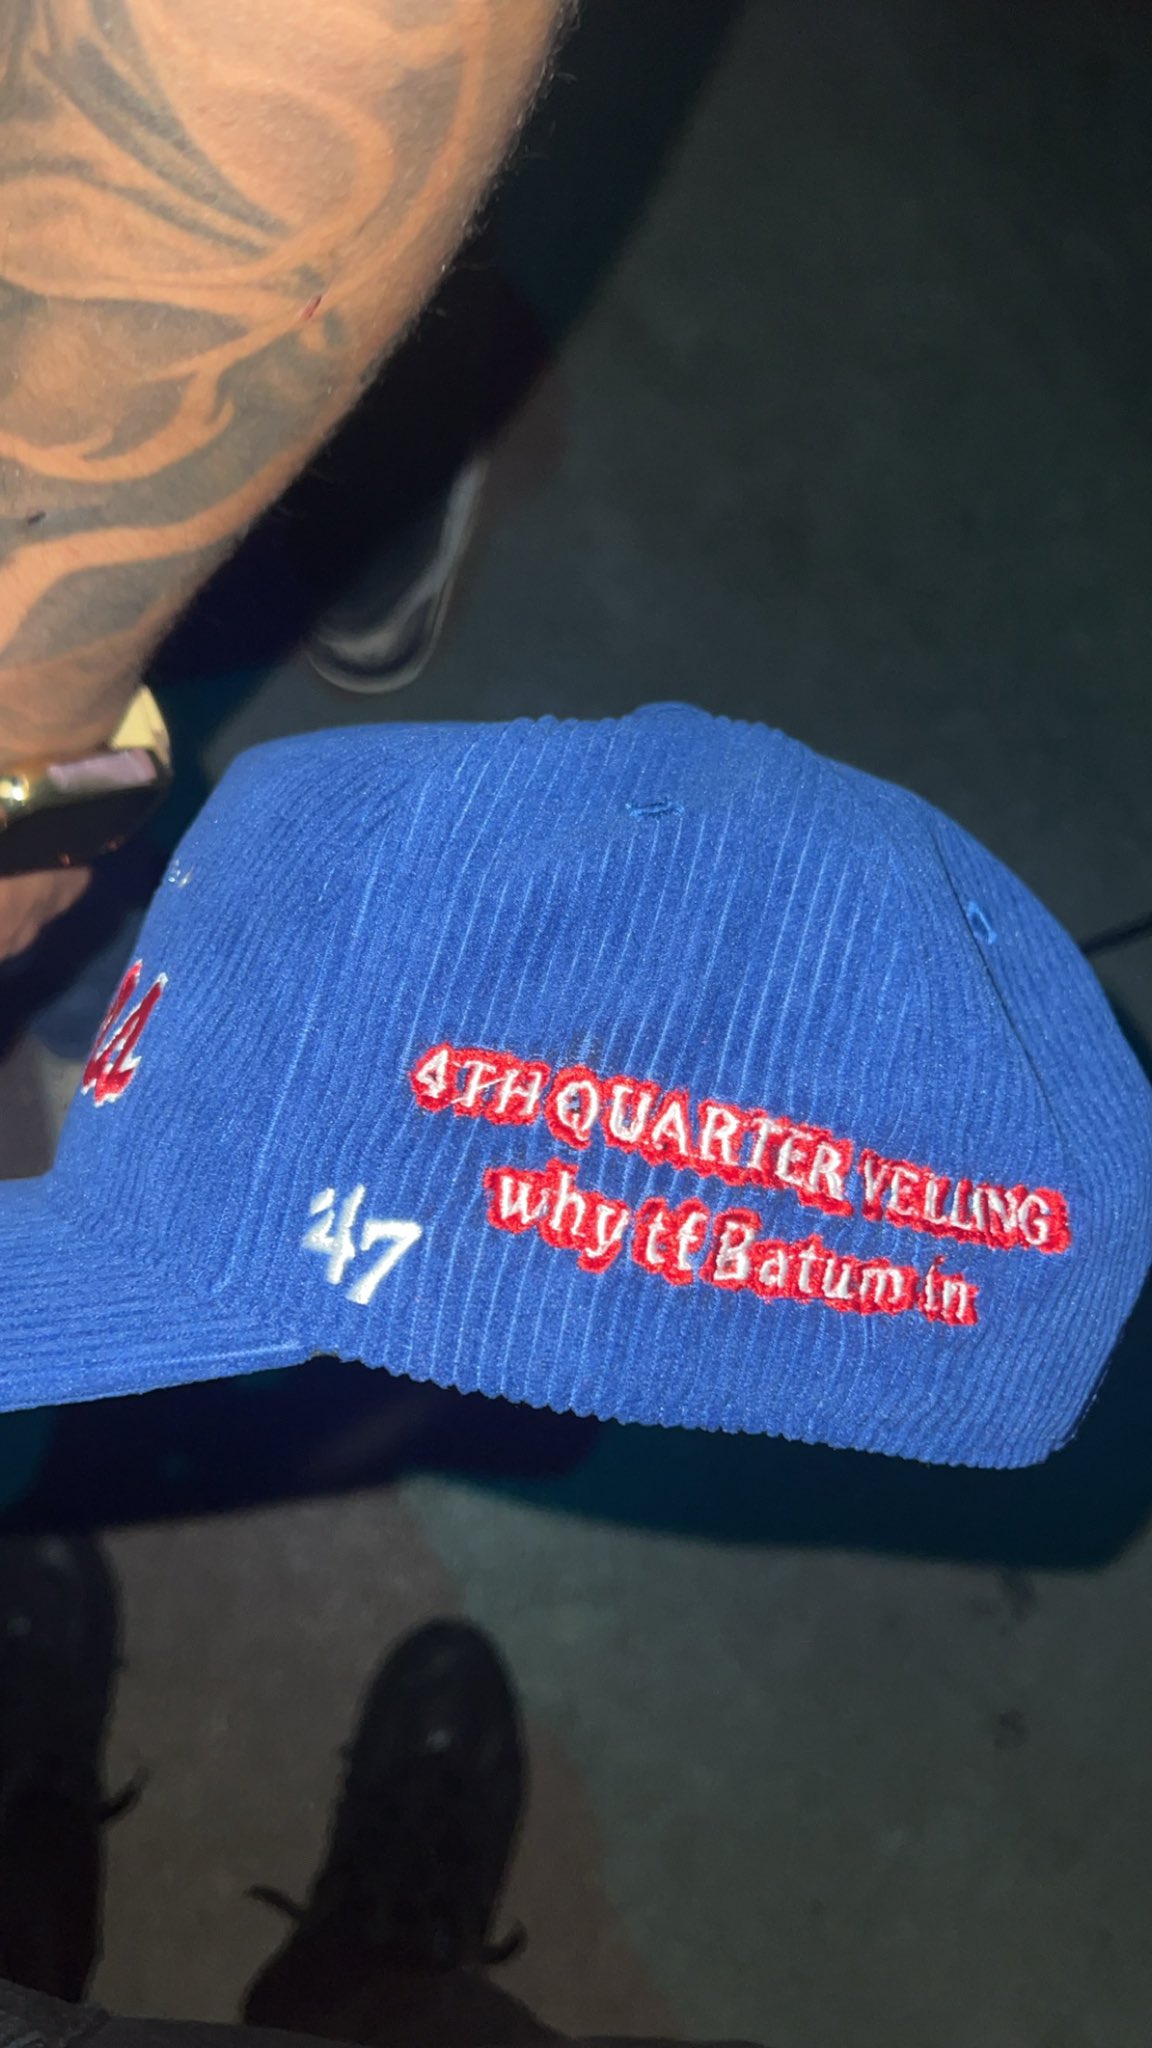 4TH QUARTER YELLING
why tf Batum in
47